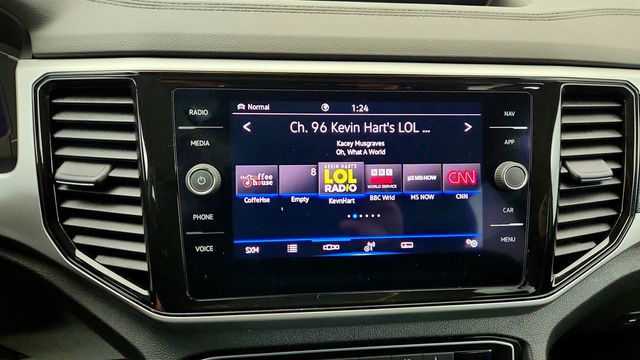 Normal 1:24
RADIO
MEDIA
PHONE
VOICE
< Ch. 96 Kevin Hart's LOL ... >
Kacey Musgraves
Oh, What A World
The Coffee House
8
KEVIN HART'S LOL RADIO
BBC WORLD SERVICE
MS NOW
CNN
CoffeHse Empty KevnHart BBC Wrld MS NOW CNN
SXM
NAV
APP
CAR
MENU